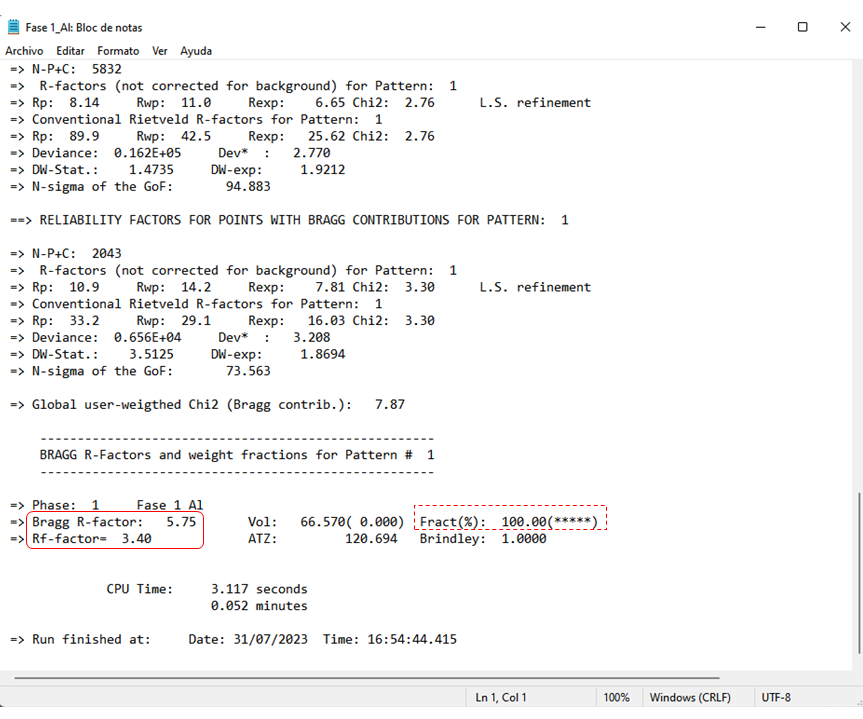 Fase 1_Al: Bloc de notas
Archivo Editar Formato Ver Ayuda
=> N-P+C: 5832
=> R-factors (not corrected for background) for Pattern: 1
=> Rp: 8.14 Rwp: 11.0 Rexp: 6.65 Chi2: 2.76 L.S. refinement
=> Conventional Rietveld R-factors for Pattern: 1
=> Rp: 89.9 Rwp: 42.5 Rexp: 25.62 Chi2: 2.76
=> Deviance: 0.162E+05 Dev* : 2.770
=> DW-Stat.: 1.4735 DW-exp: 1.9212
=> N-sigma of the GoF: 94.883
==> RELIABILITY FACTORS FOR POINTS WITH BRAGG CONTRIBUTIONS FOR PATTERN: 1
=> N-P+C: 2043
=> R-factors (not corrected for background) for Pattern: 1
=> Rp: 10.9 Rwp: 14.2 Rexp: 7.81 Chi2: 3.30 L.S. refinement
=> Conventional Rietveld R-factors for Pattern: 1
=> Rp: 33.2 Rwp: 29.1 Rexp: 16.03 Chi2: 3.30
=> Deviance: 0.656E+04 Dev* : 3.208
=> DW-Stat.: 3.5125 DW-exp: 1.8694
=> N-sigma of the GoF: 73.563
=> Global user-weigthed Chi2 (Bragg contrib.): 7.87
-----------------------------------------------------
BRAGG R-Factors and weight fractions for Pattern # 1
-----------------------------------------------------
=> Phase: 1 Fase 1 Al
=> Bragg R-factor: 5.75 Vol: 66.570( 0.000) Fract(%): 100.00(*****)
=> Rf-factor= 3.40 ATZ: 120.694 Brindley: 1.0000
CPU Time: 3.117 seconds
0.052 minutes
=> Run finished at: Date: 31/07/2023 Time: 16:54:44.415
Ln 1, Col 1 100% Windows (CRLF) UTF-8